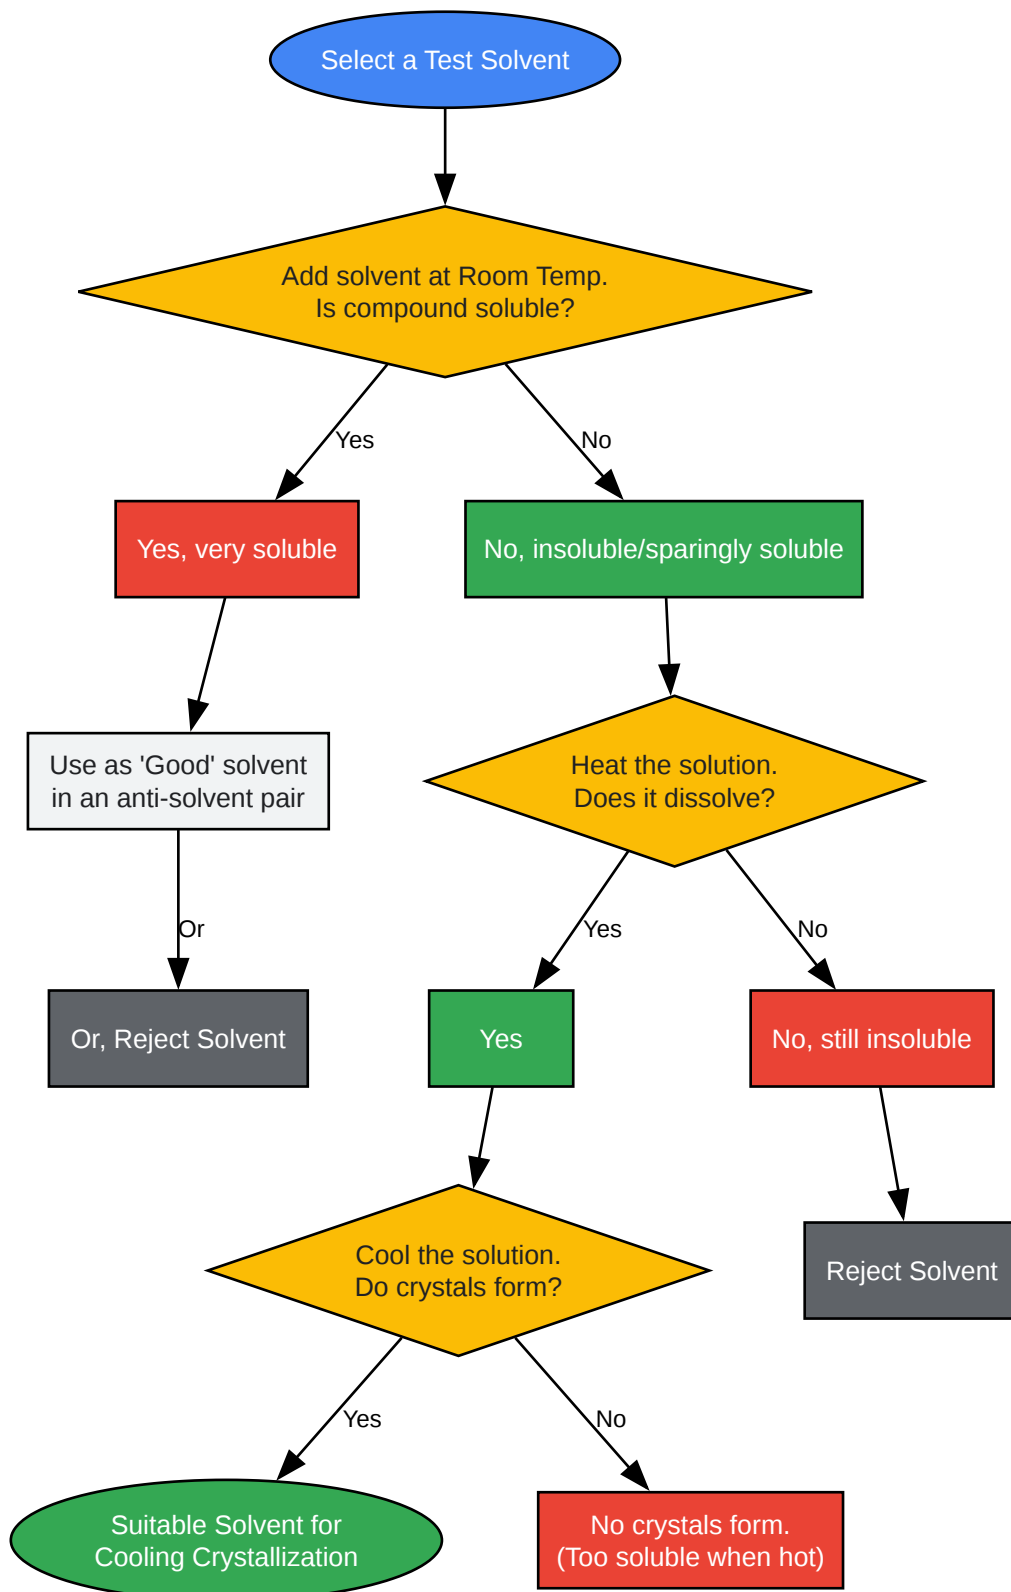 Select a Test Solvent
Add solvent at Room Temp.
Is compound soluble?
Yes
No
Yes, very soluble
No, insoluble/sparingly soluble
Use as 'Good' solvent
in an anti-solvent pair
Heat the solution.
Does it dissolve?
Or
Yes
No
Or, Reject Solvent
Yes
No, still insoluble
Cool the solution.
Do crystals form?
Reject Solvent
Yes
No
Suitable Solvent for
Cooling Crystallization
No crystals form.
(Too soluble when hot)